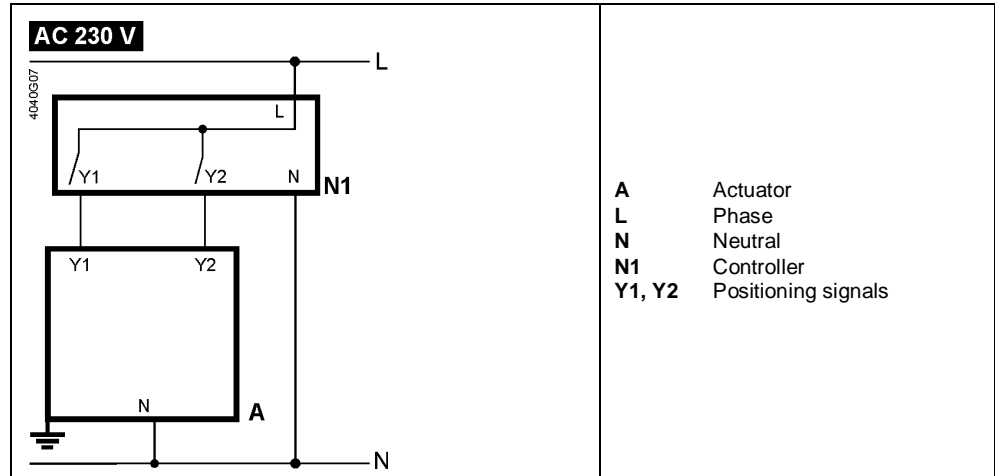 AC 230 V
L
4040G07
L
Y1 Y2 N
N1
Y1 Y2
N
A
N
A Actuator
L Phase
N Neutral
N1 Controller
Y1, Y2 Positioning signals